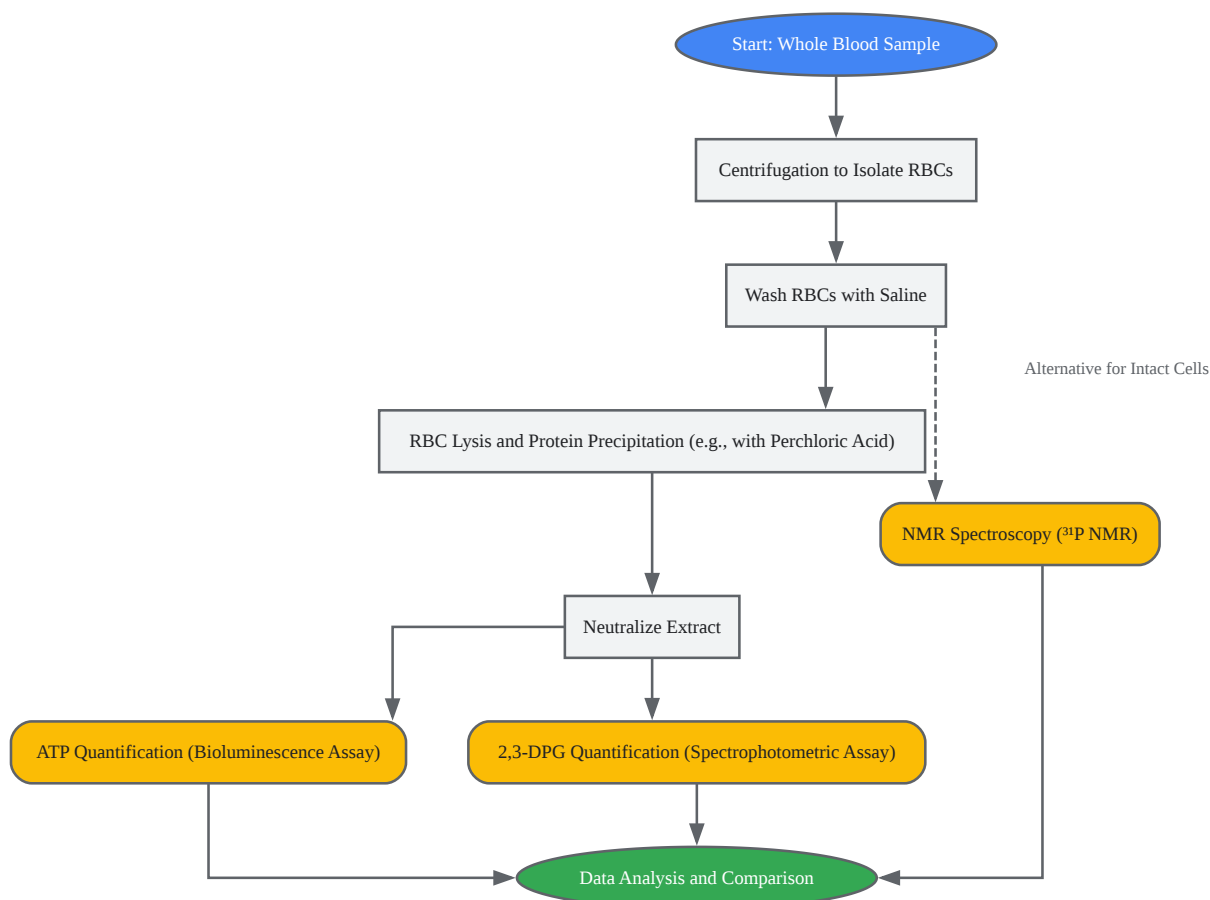 Start: Whole Blood Sample
Centrifugation to Isolate RBCs
Wash RBCs with Saline
Alternative for Intact Cells
RBC Lysis and Protein Precipitation (e.g., with Perchloric Acid)
NMR Spectroscopy (³¹P NMR)
Neutralize Extract
ATP Quantification (Bioluminescence Assay)
2,3-DPG Quantification (Spectrophotometric Assay)
Data Analysis and Comparison